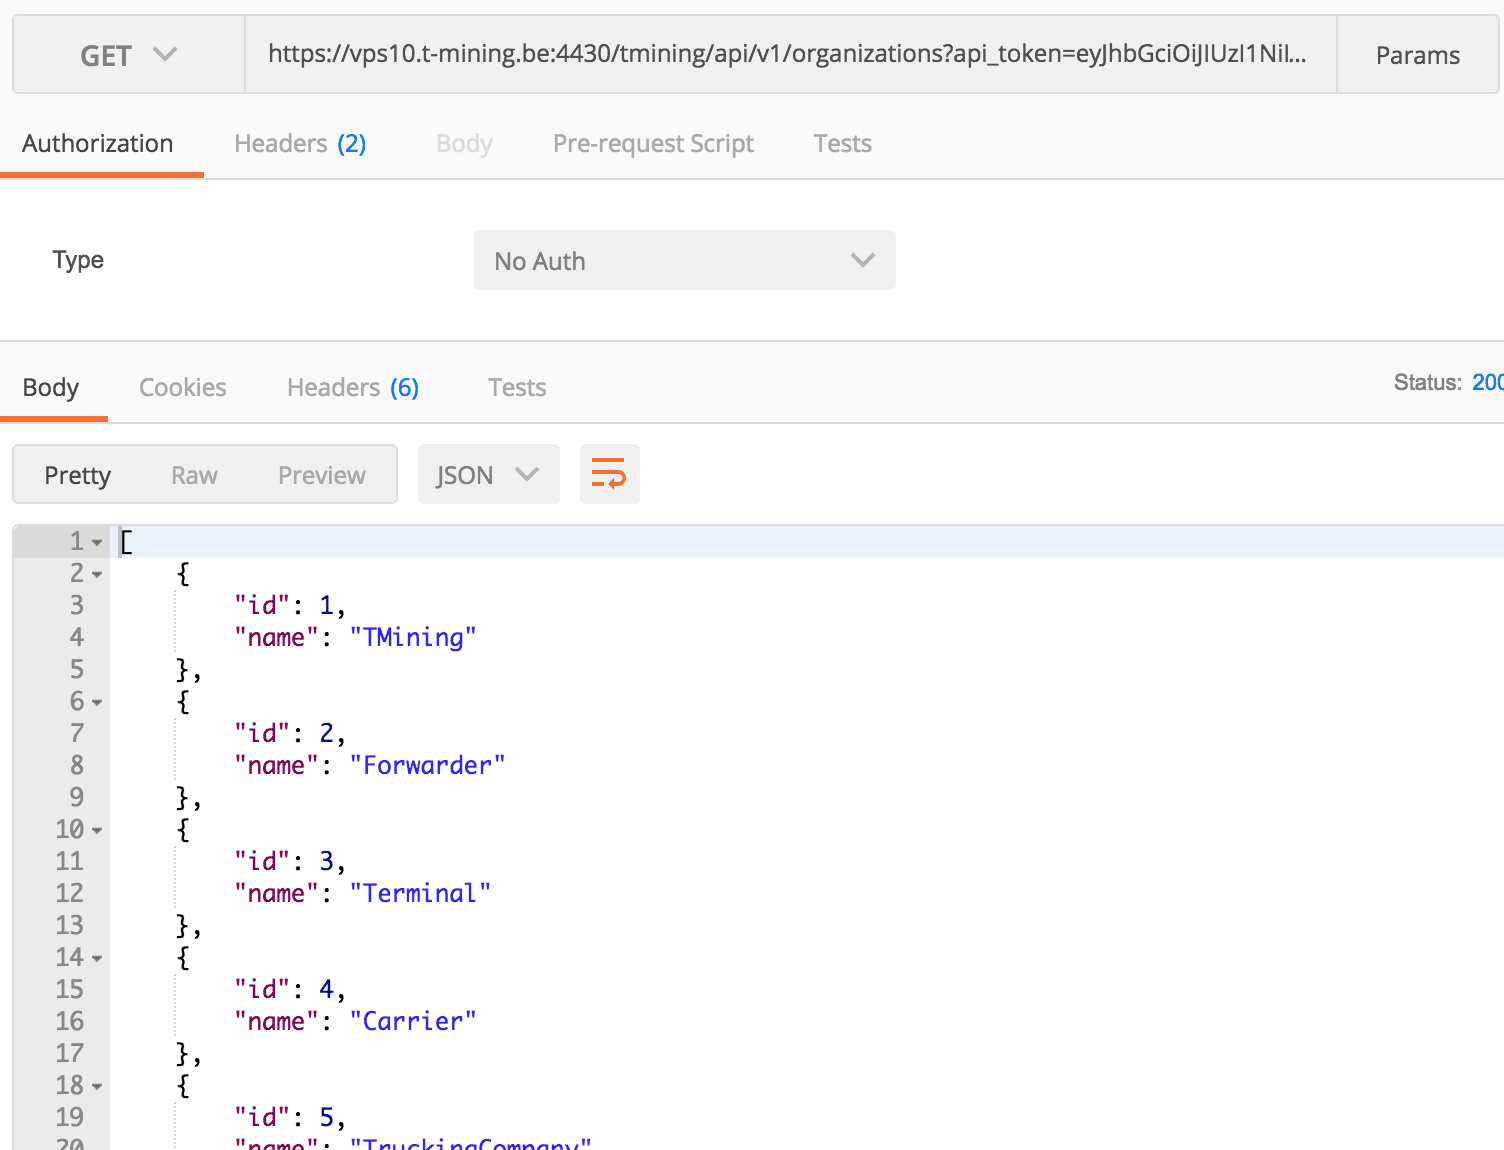 GET https://vps10.t-mining.be:4430/tmining/api/v1/organizations?api_token=eyJhbGciOiJIUzI1NiI... Params
Authorization Headers (2) Body Pre-request Script Tests
Type No Auth
Body Cookies Headers (6) Tests Status: 200
Pretty Raw Preview JSON
1 [
2 {
3 "id": 1,
4 "name": "TMining"
5 },
6 {
7 "id": 2,
8 "name": "Forwarder"
9 },
10 {
11 "id": 3,
12 "name": "Terminal"
13 },
14 {
15 "id": 4,
16 "name": "Carrier"
17 },
18 {
19 "id": 5,
20 "name": "TruckingCompany"